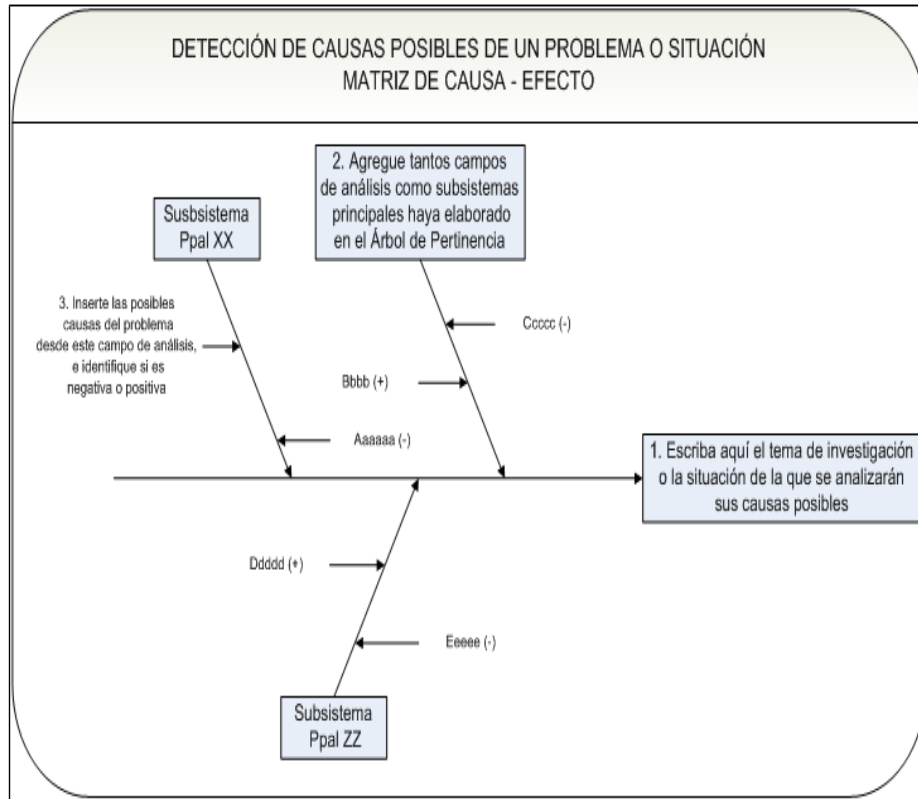 DETECCIÓN DE CAUSAS POSIBLES DE UN PROBLEMA O SITUACIÓN
MATRIZ DE CAUSA - EFECTO
2. Agregue tantos campos
de análisis como subsistemas
principales haya elaborado
en el Árbol de Pertinencia
Susbsistema
Ppal XX
3. Inserte las posibles
causas del problema
desde este campo de análisis,
e identifique si es
negativa o positiva
Ccccc (-)
Bbbb (+)
Aaaaaa (-)
1. Escriba aquí el tema de investigación
o la situación de la que se analizarán
sus causas posibles
Ddddd (+)
Eeeee (-)
Subsistema
Ppal ZZ